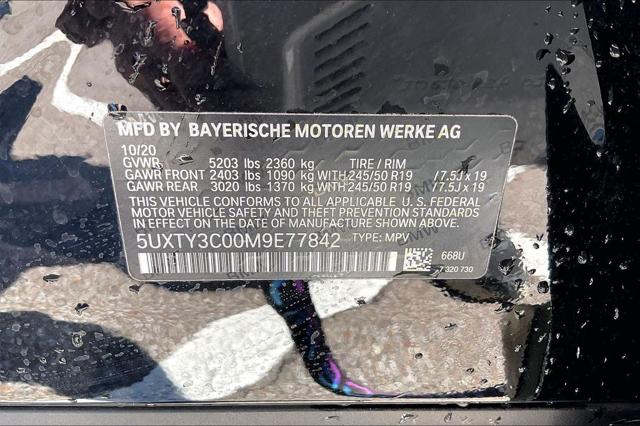 MFD BY BAYERISCHE MOTOREN WERKE AG
10/20
GVWR 5203 lbs 2360 kg TIRE / RIM
GAWR FRONT 2403 lbs 1090 kg WITH 245/50 R19 / 7.5J x 19
GAWR REAR 3020 lbs 1370 kg WITH 245/50 R19 / 7.5J x 19
THIS VEHICLE CONFORMS TO ALL APPLICABLE U. S. FEDERAL
MOTOR VEHICLE SAFETY AND THEFT PREVENTION STANDARDS
IN EFFECT ON THE DATE OF MANUFACTURE SHOWN ABOVE.
5UXTY3C00M9E77842 TYPE: MPV
668U
7 320 730